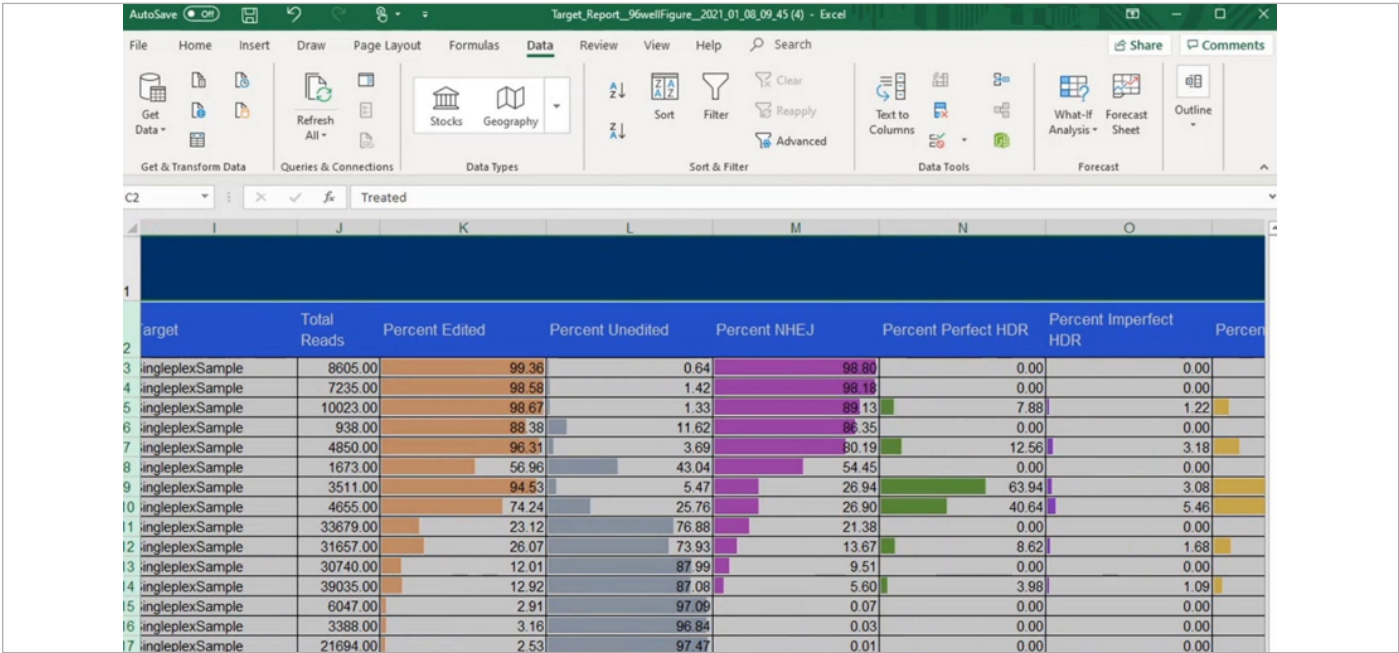 AutoSave Off Target_Report__96wellFigure__2021_01_08_09_45 (4) - Excel
File Home Insert Draw Page Layout Formulas Data Review View Help Search Share Comments
Get Data
Refresh All
Stocks Geography
Sort Filter
Clear
Reapply
Advanced
Text to Columns
What-If Analysis
Forecast Sheet
Outline
Get & Transform Data Queries & Connections Data Types Sort & Filter Data Tools Forecast
C2 fx Treated
I J K L M N O
1
2 Target Total Reads Percent Edited Percent Unedited Percent NHEJ Percent Perfect HDR Percent Imperfect HDR Percen
3 SingleplexSample 8605.00 99.36 0.64 98.80 0.00 0.00
4 SingleplexSample 7235.00 98.58 1.42 98.18 0.00 0.00
5 SingleplexSample 10023.00 98.67 1.33 89.13 7.88 1.22
6 SingleplexSample 938.00 88.38 11.62 86.35 0.00 0.00
7 SingleplexSample 4850.00 96.31 3.69 80.19 12.56 3.18
8 SingleplexSample 1673.00 56.96 43.04 54.45 0.00 0.00
9 SingleplexSample 3511.00 94.53 5.47 26.94 63.94 3.08
10 SingleplexSample 4655.00 74.24 25.76 26.90 40.64 5.46
11 SingleplexSample 33679.00 23.12 76.88 21.38 0.00 0.00
12 SingleplexSample 31657.00 26.07 73.93 13.67 8.62 1.68
13 SingleplexSample 30740.00 12.01 87.99 9.51 0.00 0.00
14 SingleplexSample 39035.00 12.92 87.08 5.60 3.98 1.09
15 SingleplexSample 6047.00 2.91 97.09 0.07 0.00 0.00
16 SingleplexSample 3388.00 3.16 96.84 0.03 0.00 0.00
17 SingleplexSample 21694.00 2.53 97.47 0.01 0.00 0.00